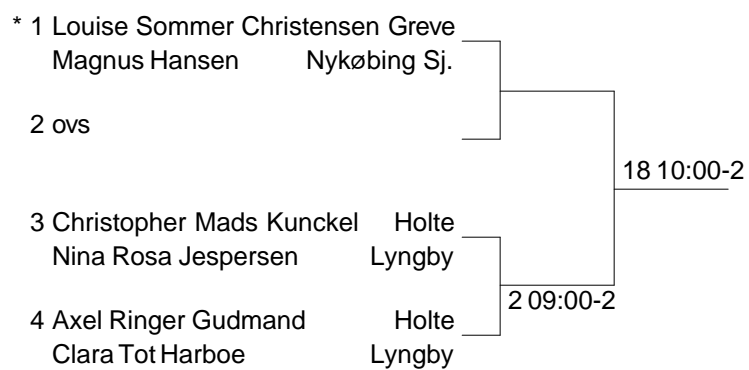 * 1 Louise Sommer Christensen Greve
Magnus Hansen Nykøbing Sj.
2 ovs
18 10:00-2
3 Christopher Mads Kunckel Holte
Nina Rosa Jespersen Lyngby
2 09:00-2
4 Axel Ringer Gudmand Holte
Clara Tot Harboe Lyngby